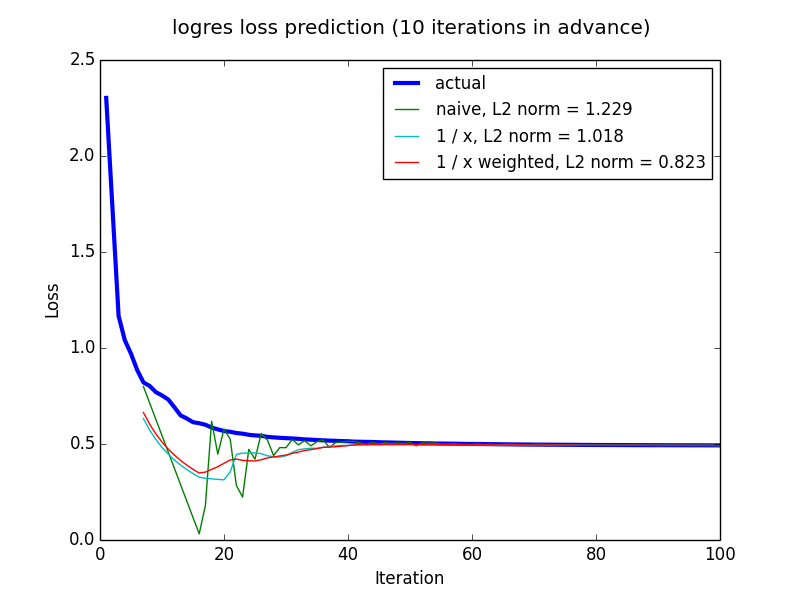 logres loss prediction (10 iterations in advance)
actual
naive, L2 norm = 1.229
1 / x, L2 norm = 1.018
1 / x weighted, L2 norm = 0.823
2.5
2.0
1.5
1.0
0.5
0.0
Loss
0 20 40 60 80 100
Iteration